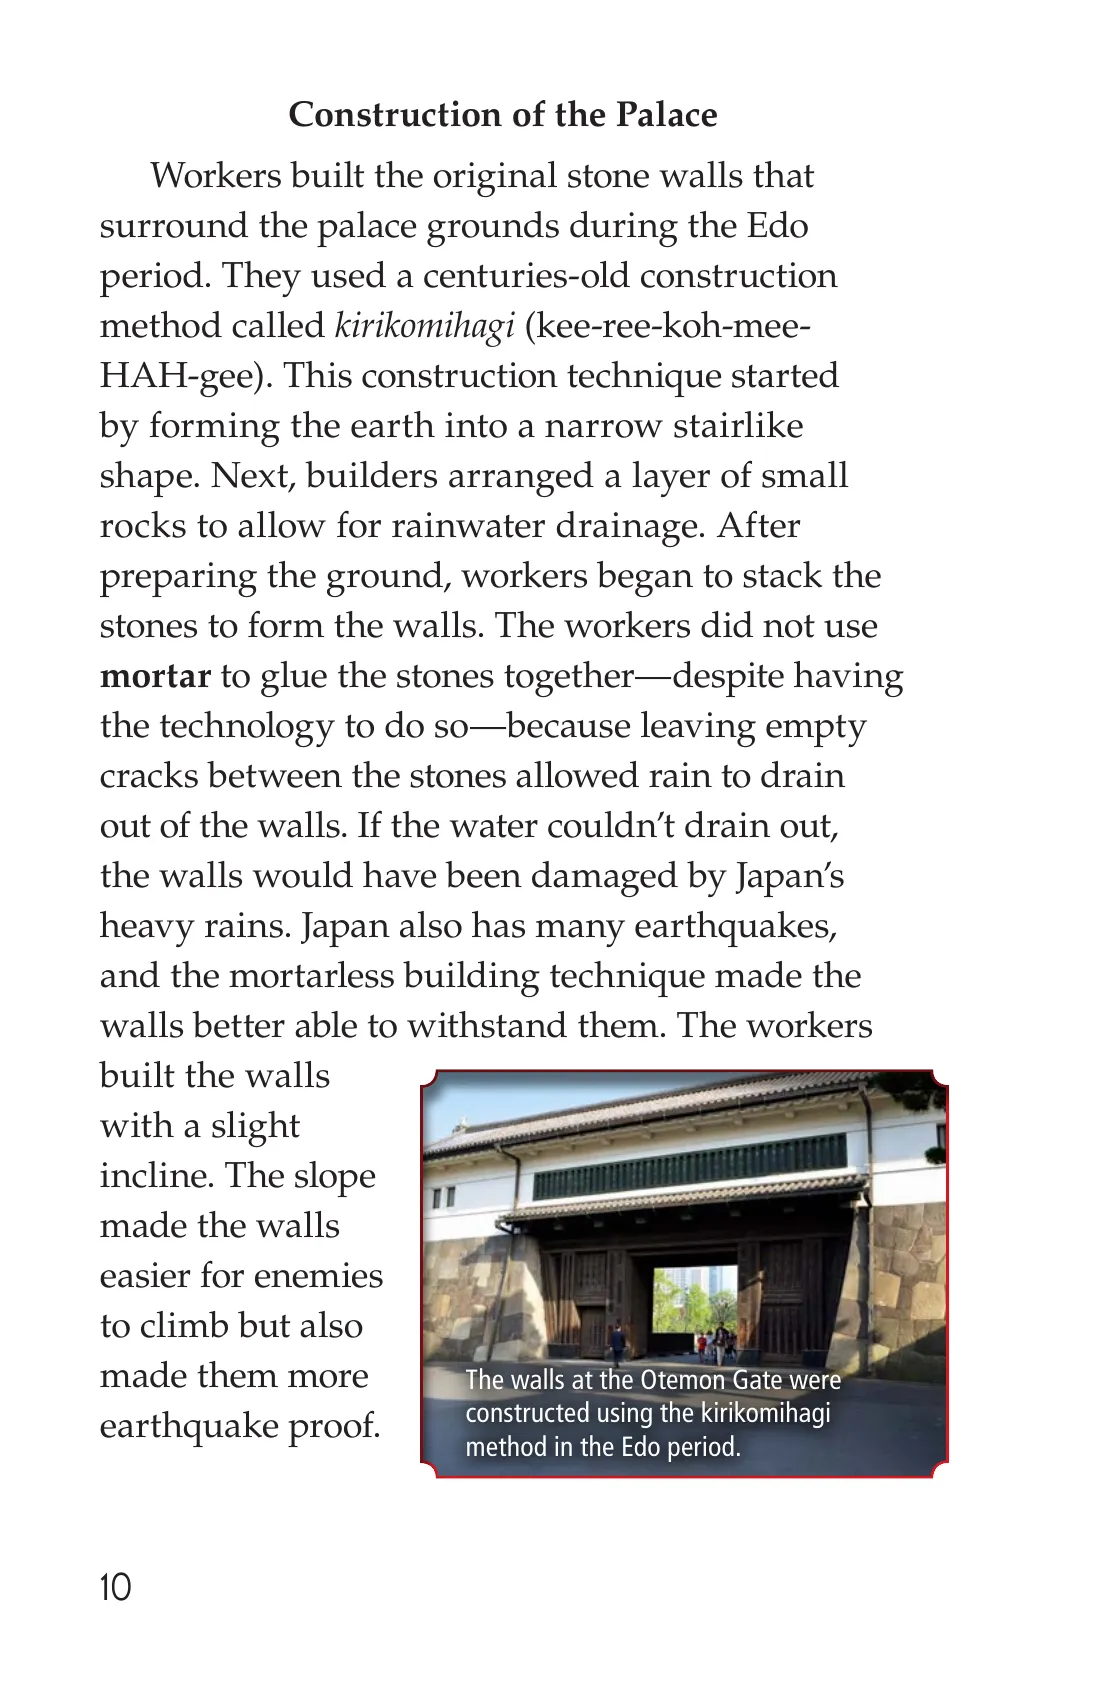 Construction of the Palace
Workers built the original stone walls that
surround the palace grounds during the Edo
period. They used a centuries-old construction
method called kirikomihagi (kee-ree-koh-mee-
HAH-gee). This construction technique started
by forming the earth into a narrow stairlike
shape. Next, builders arranged a layer of small
rocks to allow for rainwater drainage. After
preparing the ground, workers began to stack the
stones to form the walls. The workers did not use
mortar to glue the stones together—despite having
the technology to do so—because leaving empty
cracks between the stones allowed rain to drain
out of the walls. If the water couldn’t drain out,
the walls would have been damaged by Japan’s
heavy rains. Japan also has many earthquakes,
and the mortarless building technique made the
walls better able to withstand them. The workers
built the walls
with a slight
incline. The slope
made the walls
easier for enemies
to climb but also
made them more
earthquake proof.
The walls at the Otemon Gate were
constructed using the kirikomihagi
method in the Edo period.
10